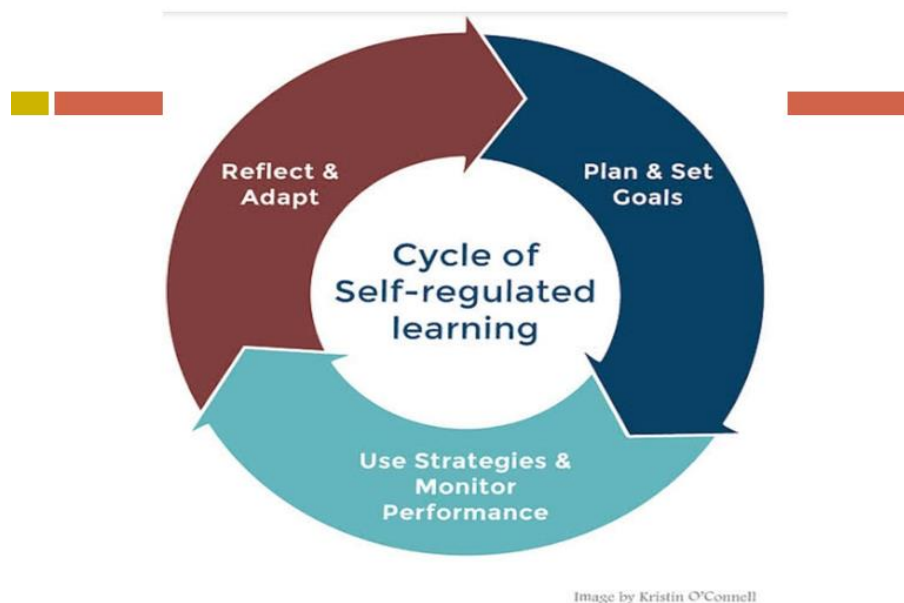 Reflect &
Adapt
Plan & Set
Goals
Cycle of
Self-regulated
learning
Use Strategies &
Monitor
Performance
Image by Kristin O'Connell